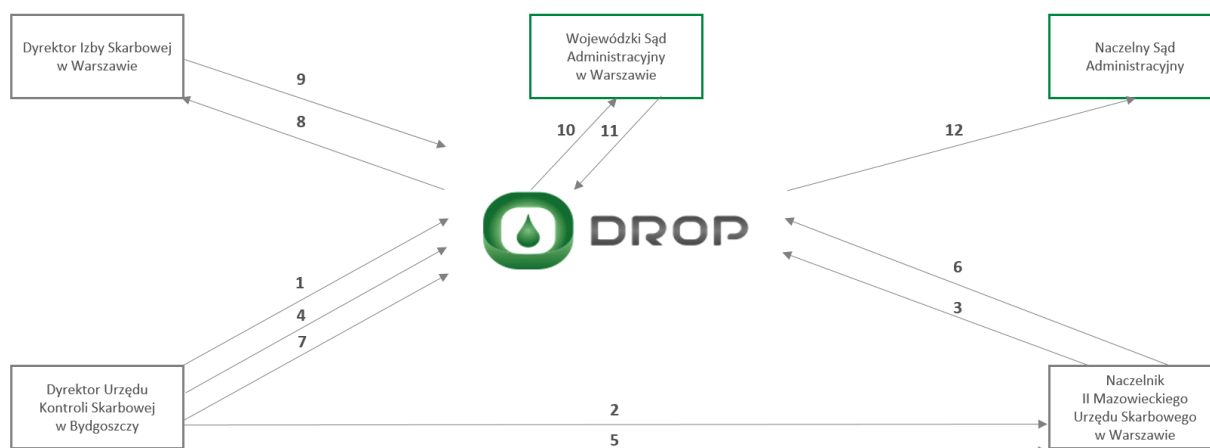 Dyrektor Izby Skarbowej
w Warszawie
Wojewódzki Sąd
Administracyjny
w Warszawie
Naczelny Sąd
Administracyjny
9
8
10
11
12
DROP
1
4
7
6
3
Dyrektor Urzędu
Kontroli Skarbowej
w Bydgoszczy
2
5
Naczelnik
II Mazowieckiego
Urzędu Skarbowego
w Warszawie